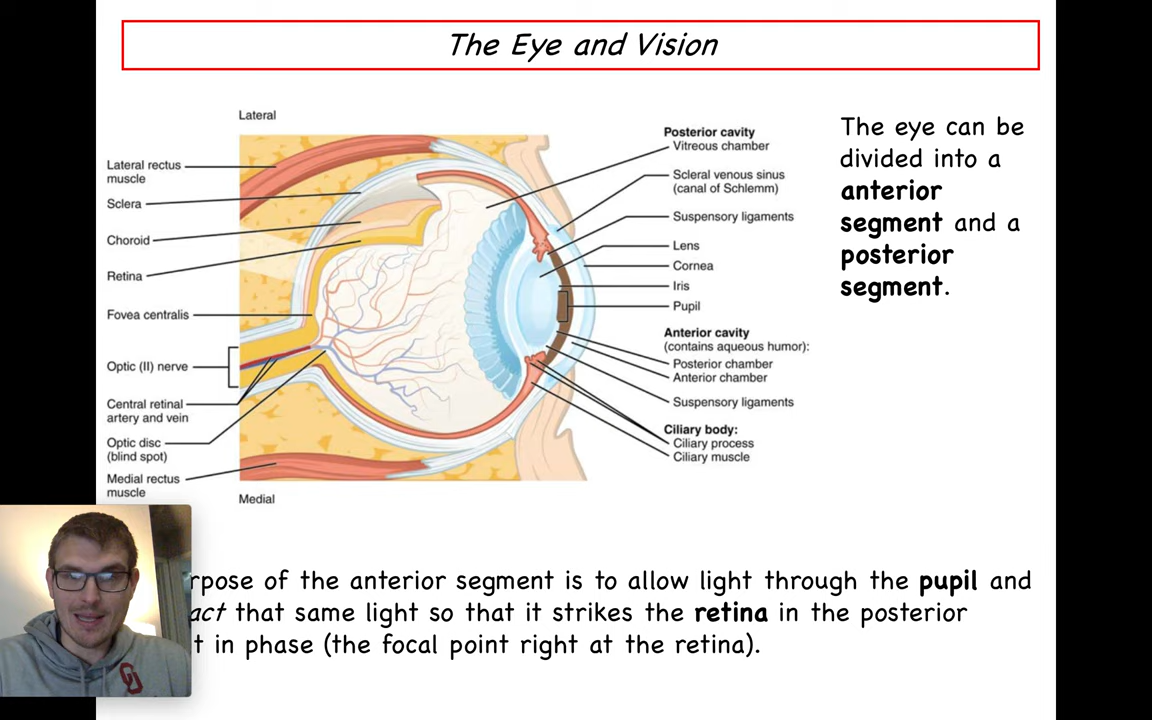 The Eye and Vision
Lateral
Lateral rectus
muscle
Sclera
Choroid
Retina
Fovea centralis
Optic (II) nerve
Central retinal
artery and vein
Optic disc
(blind spot)
Medial rectus
muscle
Medial
Posterior cavity
Vitreous chamber
Scleral venous sinus
(canal of Schlemm)
Suspensory ligaments
Lens
Cornea
Iris
Pupil
Anterior cavity
(contains aqueous humor):
Posterior chamber
Anterior chamber
Suspensory ligaments
Ciliary body:
Ciliary process
Ciliary muscle
The eye can be
divided into a
anterior
segment and a
posterior
segment.
rpose of the anterior segment is to allow light through the pupil and
act that same light so that it strikes the retina in the posterior
t in phase (the focal point right at the retina).